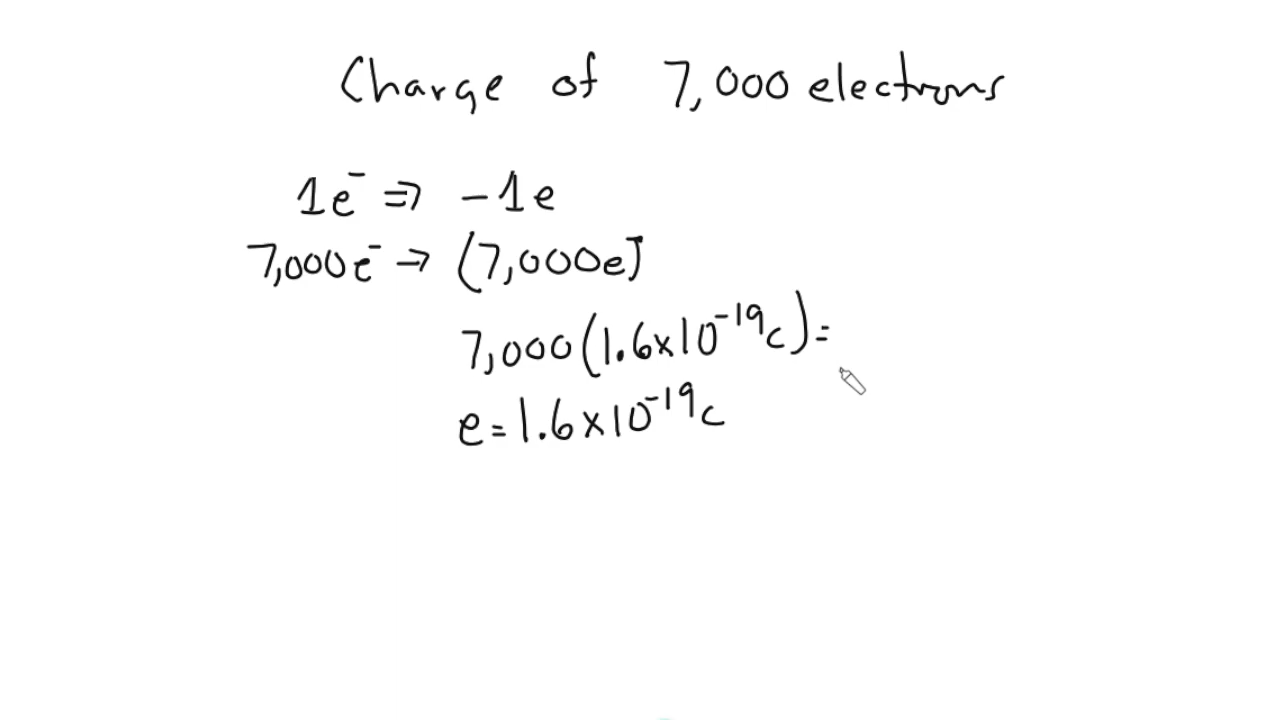 Charge of 7,000 electrons
1e⁻ ⇒ -1e
7,000e⁻ → (7,000e)⁻
7,000(1.6x10⁻¹⁹c)=
e=1.6x10⁻¹⁹c